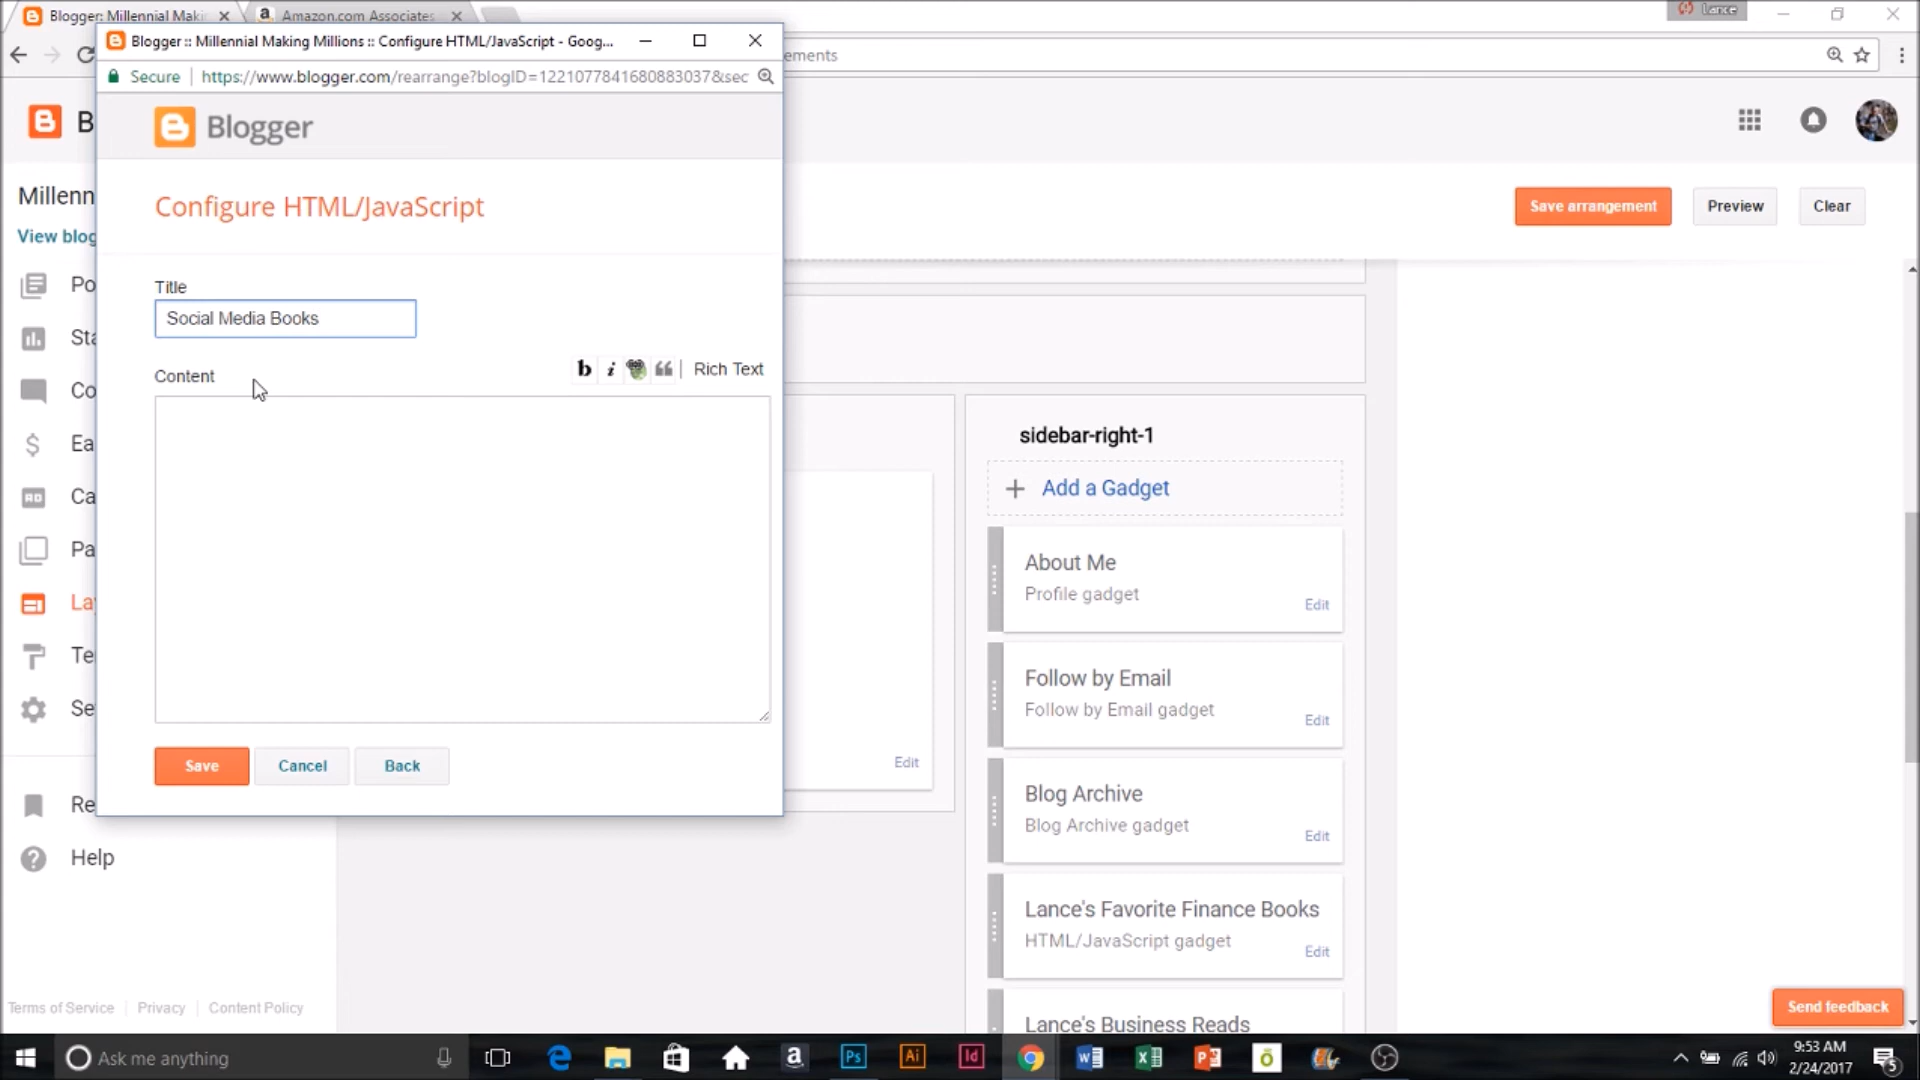 Blogger: Millennial Maki
Amazon.com Associates
Lance
Blogger :: Millennial Making Millions :: Configure HTML/JavaScript - Goog...
Secure
https://www.blogger.com/rearrange?blogID=1221077841680883037&sec
ements
B
Blogger
Millenn
View blog
Configure HTML/JavaScript
Save arrangement
Preview
Clear
Title
Social Media Books
Content
b i Rich Text
Po
Sta
Co
Ea
Ca
Pa
Lay
Te
Se
Re
Help
Save
Cancel
Back
Edit
sidebar-right-1
Add a Gadget
About Me
Profile gadget
Edit
Follow by Email
Follow by Email gadget
Edit
Blog Archive
Blog Archive gadget
Edit
Lance's Favorite Finance Books
HTML/JavaScript gadget
Edit
Lance's Business Reads
Terms of Service
Privacy
Content Policy
Send feedback
Ask me anything
9:53 AM
2/24/2017
5